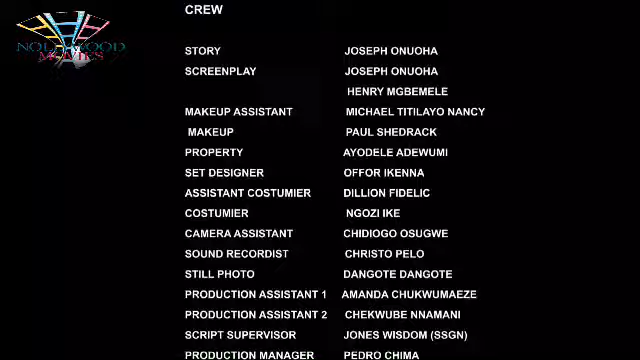 NOLLYWOOD
MOVIES
CREW
STORY JOSEPH ONUOHA
SCREENPLAY JOSEPH ONUOHA
HENRY MGBEMELE
MAKEUP ASSISTANT MICHAEL TITILAYO NANCY
MAKEUP PAUL SHEDRACK
PROPERTY AYODELE ADEWUMI
SET DESIGNER OFFOR IKENNA
ASSISTANT COSTUMIER DILLION FIDELIC
COSTUMIER NGOZI IKE
CAMERA ASSISTANT CHIDIOGO OSUGWE
SOUND RECORDIST CHRISTO PELO
STILL PHOTO DANGOTE DANGOTE
PRODUCTION ASSISTANT 1 AMANDA CHUKWUMAEZE
PRODUCTION ASSISTANT 2 CHEKWUBE NNAMANI
SCRIPT SUPERVISOR JONES WISDOM (SSGN)
PRODUCTION MANAGER PEDRO CHIMA